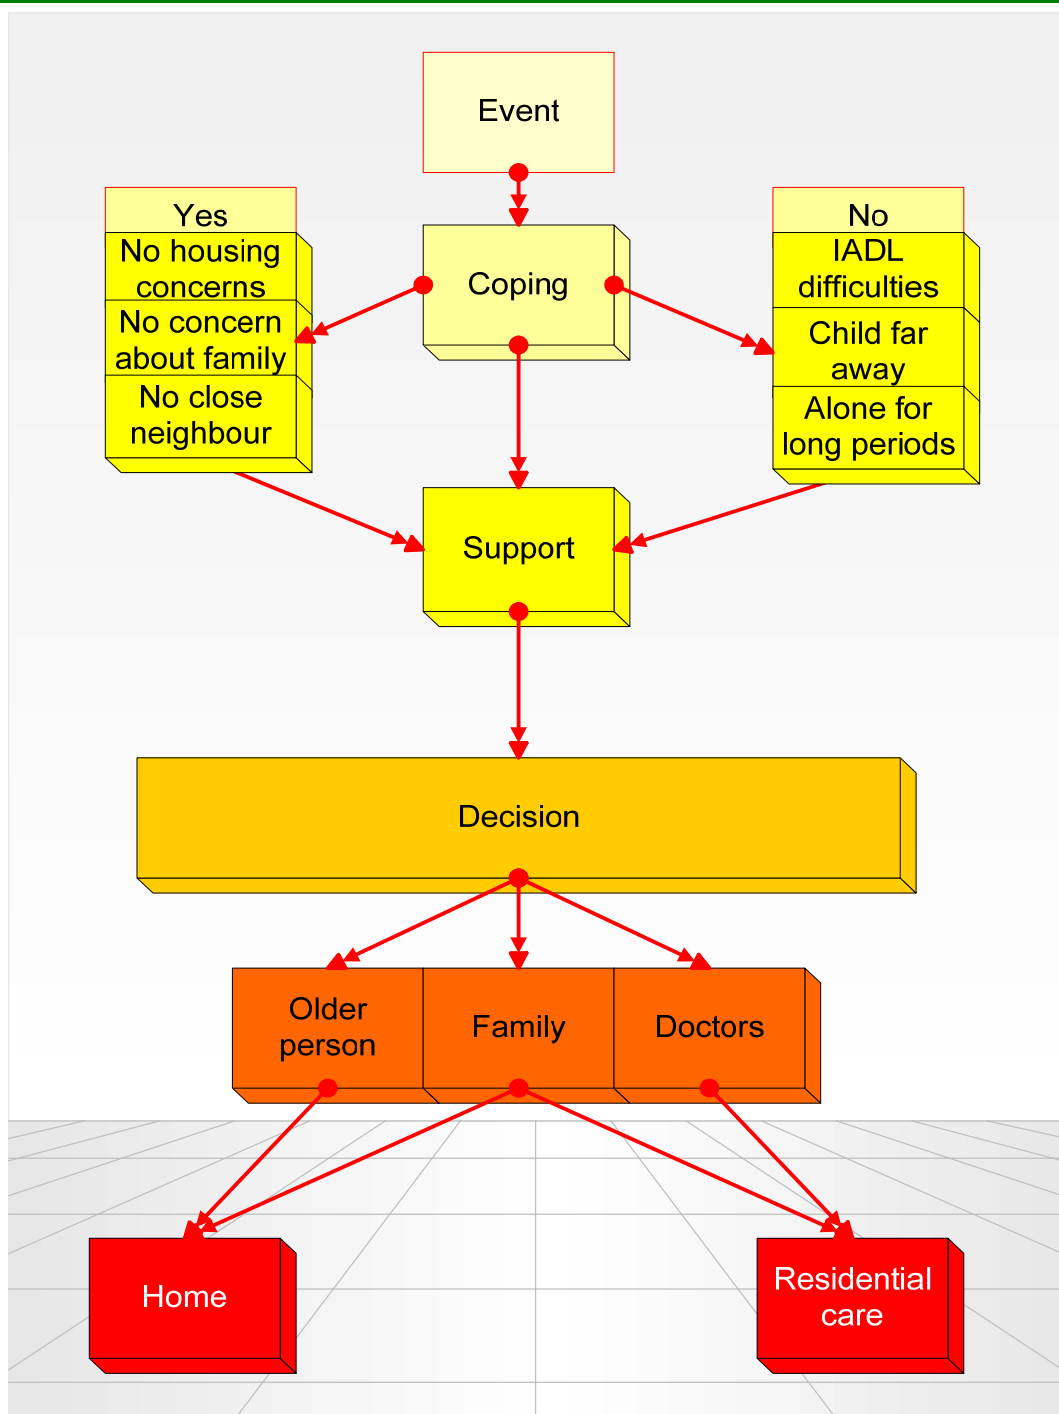 Event
Yes
No housing
concerns
No concern
about family
No close
neighbour
Coping
No
IADL
difficulties
Child far
away
Alone for
long periods
Support
Decision
Older
person
Family
Doctors
Home
Residential
care